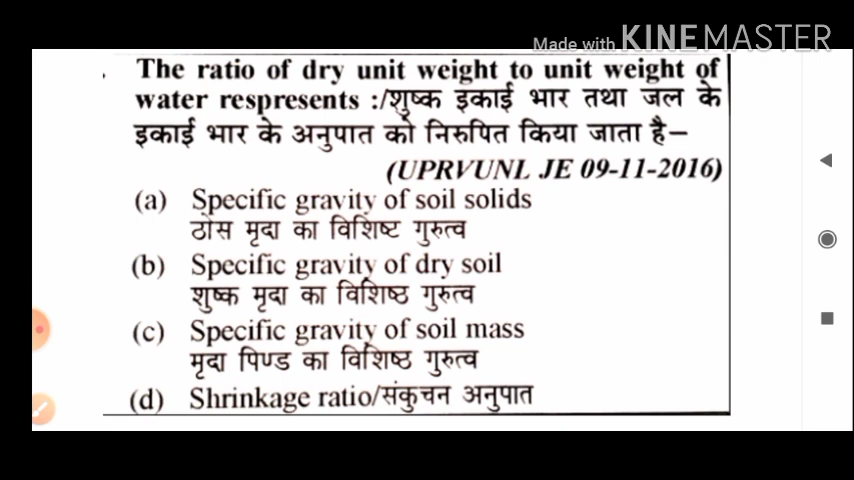 Made with KINEMASTER
The ratio of dry unit weight to unit weight of
water respresents :/शुष्क इकाई भार तथा जल के
इकाई भार के अनुपात को निरुपित किया जाता है–
(UPRVUNL JE 09-11-2016)
(a) Specific gravity of soil solids
ठोस मृदा का विशिष्ट गुरुत्व
(b) Specific gravity of dry soil
शुष्क मृदा का विशिष्ठ गुरुत्व
(c) Specific gravity of soil mass
मृदा पिण्ड का विशिष्ठ गुरुत्व
(d) Shrinkage ratio/संकुचन अनुपात